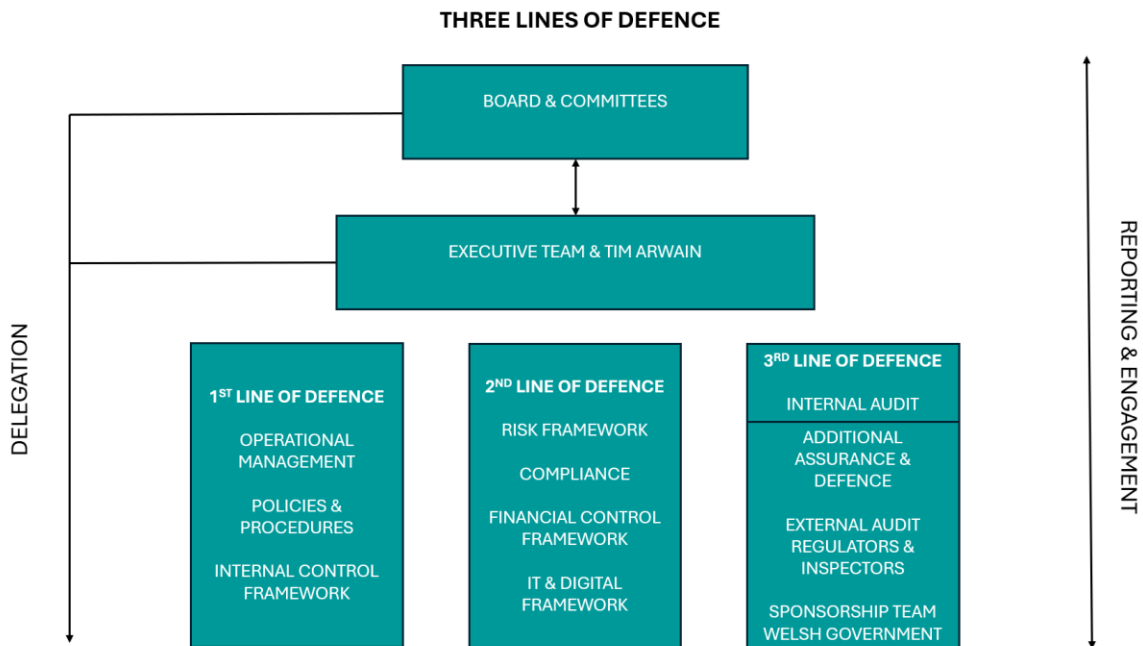 THREE LINES OF DEFENCE
BOARD & COMMITTEES
EXECUTIVE TEAM & TIM ARWAIN
DELEGATION
REPORTING & ENGAGEMENT
1ST LINE OF DEFENCE
OPERATIONAL
MANAGEMENT
POLICIES &
PROCEDURES
INTERNAL CONTROL
FRAMEWORK
2ND LINE OF DEFENCE
RISK FRAMEWORK
COMPLIANCE
FINANCIAL CONTROL
FRAMEWORK
IT & DIGITAL
FRAMEWORK
3RD LINE OF DEFENCE
INTERNAL AUDIT
ADDITIONAL
ASSURANCE &
DEFENCE
EXTERNAL AUDIT
REGULATORS &
INSPECTORS
SPONSORSHIP TEAM
WELSH GOVERNMENT